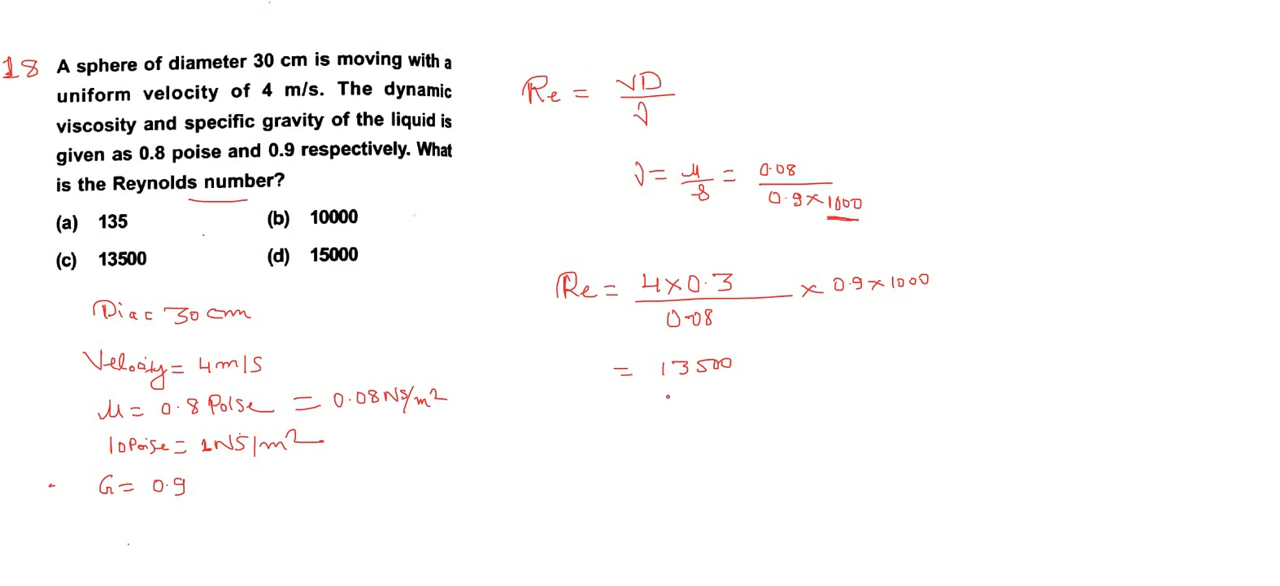 18 A sphere of diameter 30 cm is moving with a
uniform velocity of 4 m/s. The dynamic
viscosity and specific gravity of the liquid is
given as 0.8 poise and 0.9 respectively. What
is the Reynolds number?
(a) 135 (b) 10000
(c) 13500 (d) 15000
Dia = 30 cm
Velocity = 4 m/s
μ = 0.8 Poise = 0.08 NS/m²
10 Poise = 1 NS/m²
G = 0.9
Re = VD/ν
ν = μ/ρ = 0.08/0.9×1000
Re = 4×0.3/0.08 × 0.9×1000
= 13500